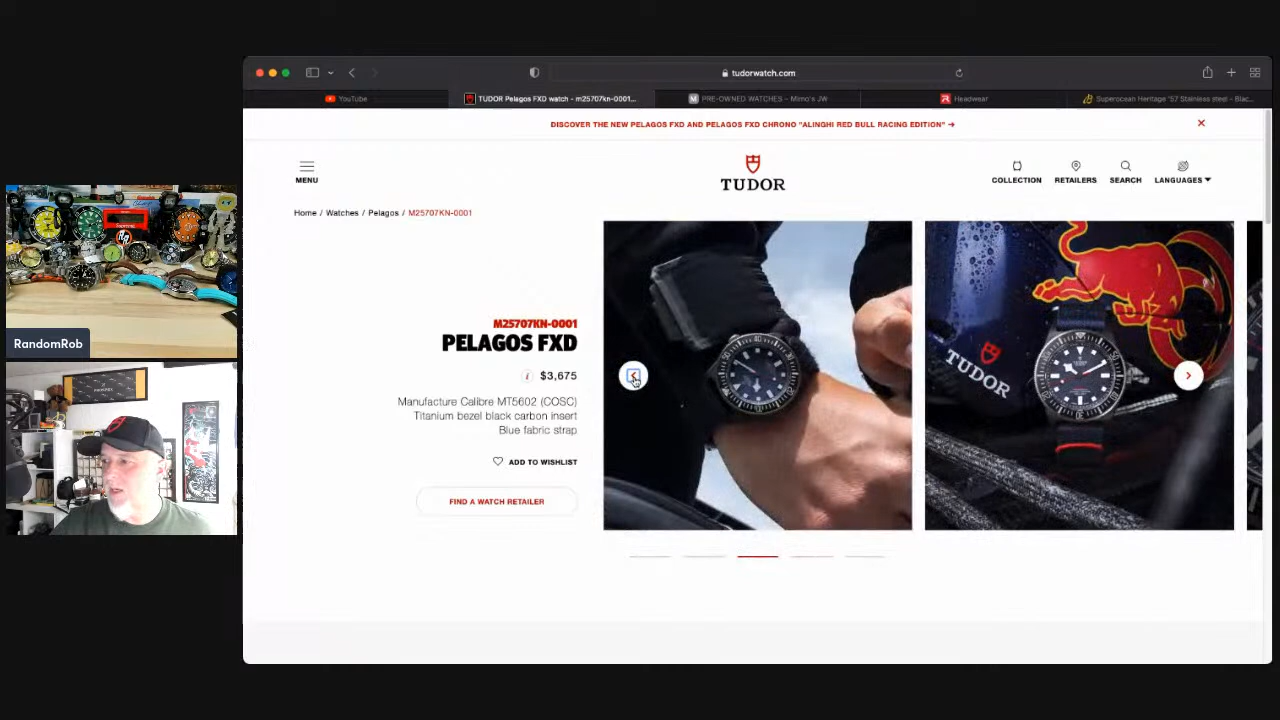 YouTube
TUDOR Pelagos FXD watch - m25707kn-0001...
PRE-OWNED WATCHES – Mimo's JW
Headwear
Superocean Heritage '57 Stainless steel - Blac...
tudorwatch.com
DISCOVER THE NEW PELAGOS FXD AND PELAGOS FXD CHRONO "ALINGHI RED BULL RACING EDITION" →
MENU
TUDOR
COLLECTION
RETAILERS
SEARCH
LANGUAGES
Home / Watches / Pelagos / M25707KN-0001
M25707KN-0001
PELAGOS FXD
i $3,675
Manufacture Calibre MT5602 (COSC)
Titanium bezel black carbon insert
Blue fabric strap
ADD TO WISHLIST
FIND A WATCH RETAILER
TUDOR
RandomRob